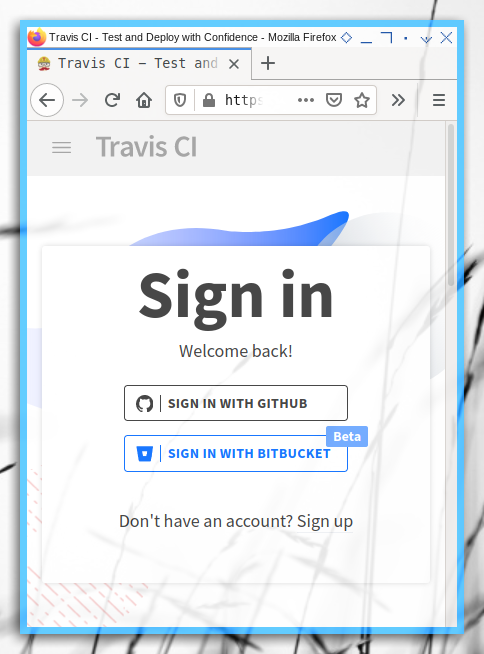 Travis CI - Test and Deploy with Confidence - Mozilla Firefox
Travis CI – Test and
https
Travis CI
Sign in
Welcome back!
SIGN IN WITH GITHUB
Beta
SIGN IN WITH BITBUCKET
Don't have an account? Sign up